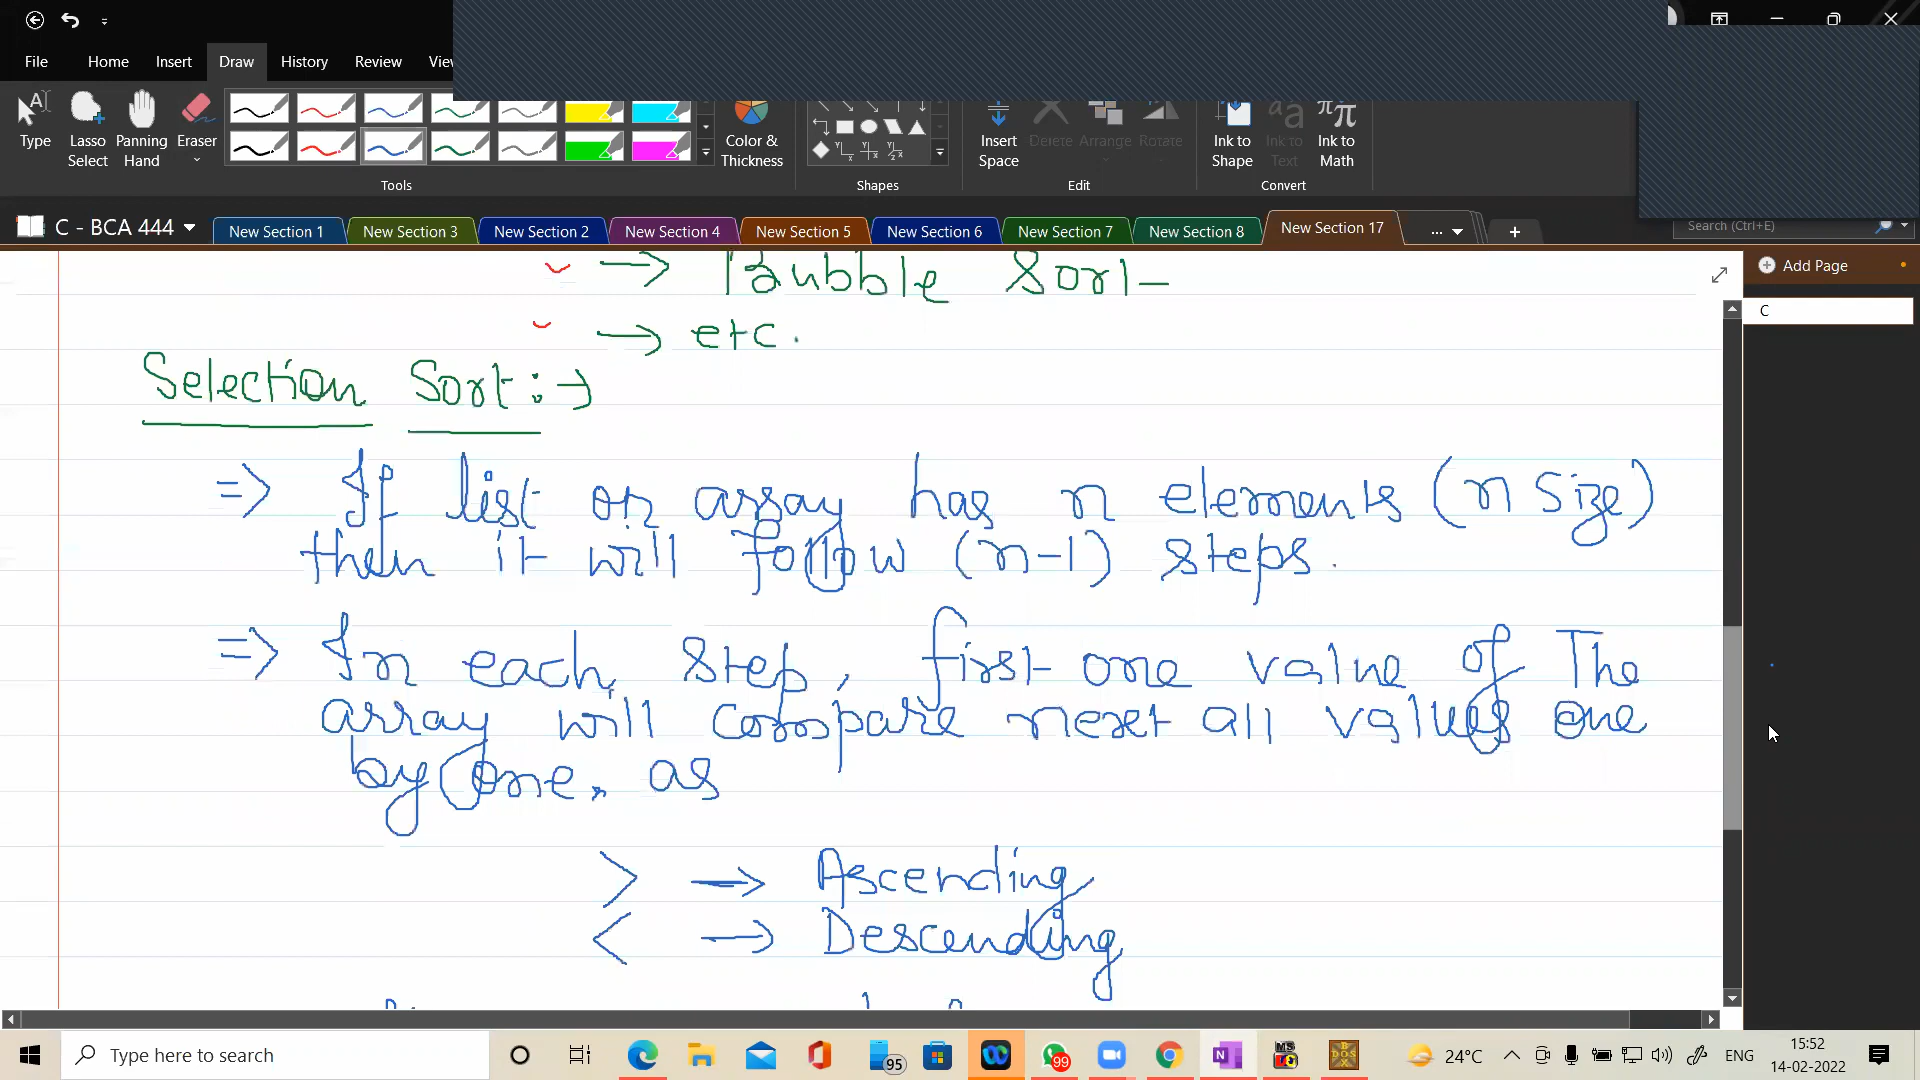 File Home Insert Draw History Review
Type Lasso Select Panning Hand Eraser Color & Thickness Insert Space Delete Arrange Rotate Ink to Shape Ink to Text Ink to Math
Tools Shapes Edit Convert
C - BCA 444 New Section 1 New Section 3 New Section 2 New Section 4 New Section 5 New Section 6 New Section 7 New Section 8 New Section 17 ... + Search (Ctrl+E)
Add Page
C
→ Bubble Sort
→ etc.
Selection Sort :→
=> If list or array has n elements (n size)
then it will follow (n-1) steps.
=> In each step, first one value of The
array will compare next all values one
by one. as
> → Ascending
< → Descending
Type here to search 95 99 24°C ENG 15:52
14-02-2022